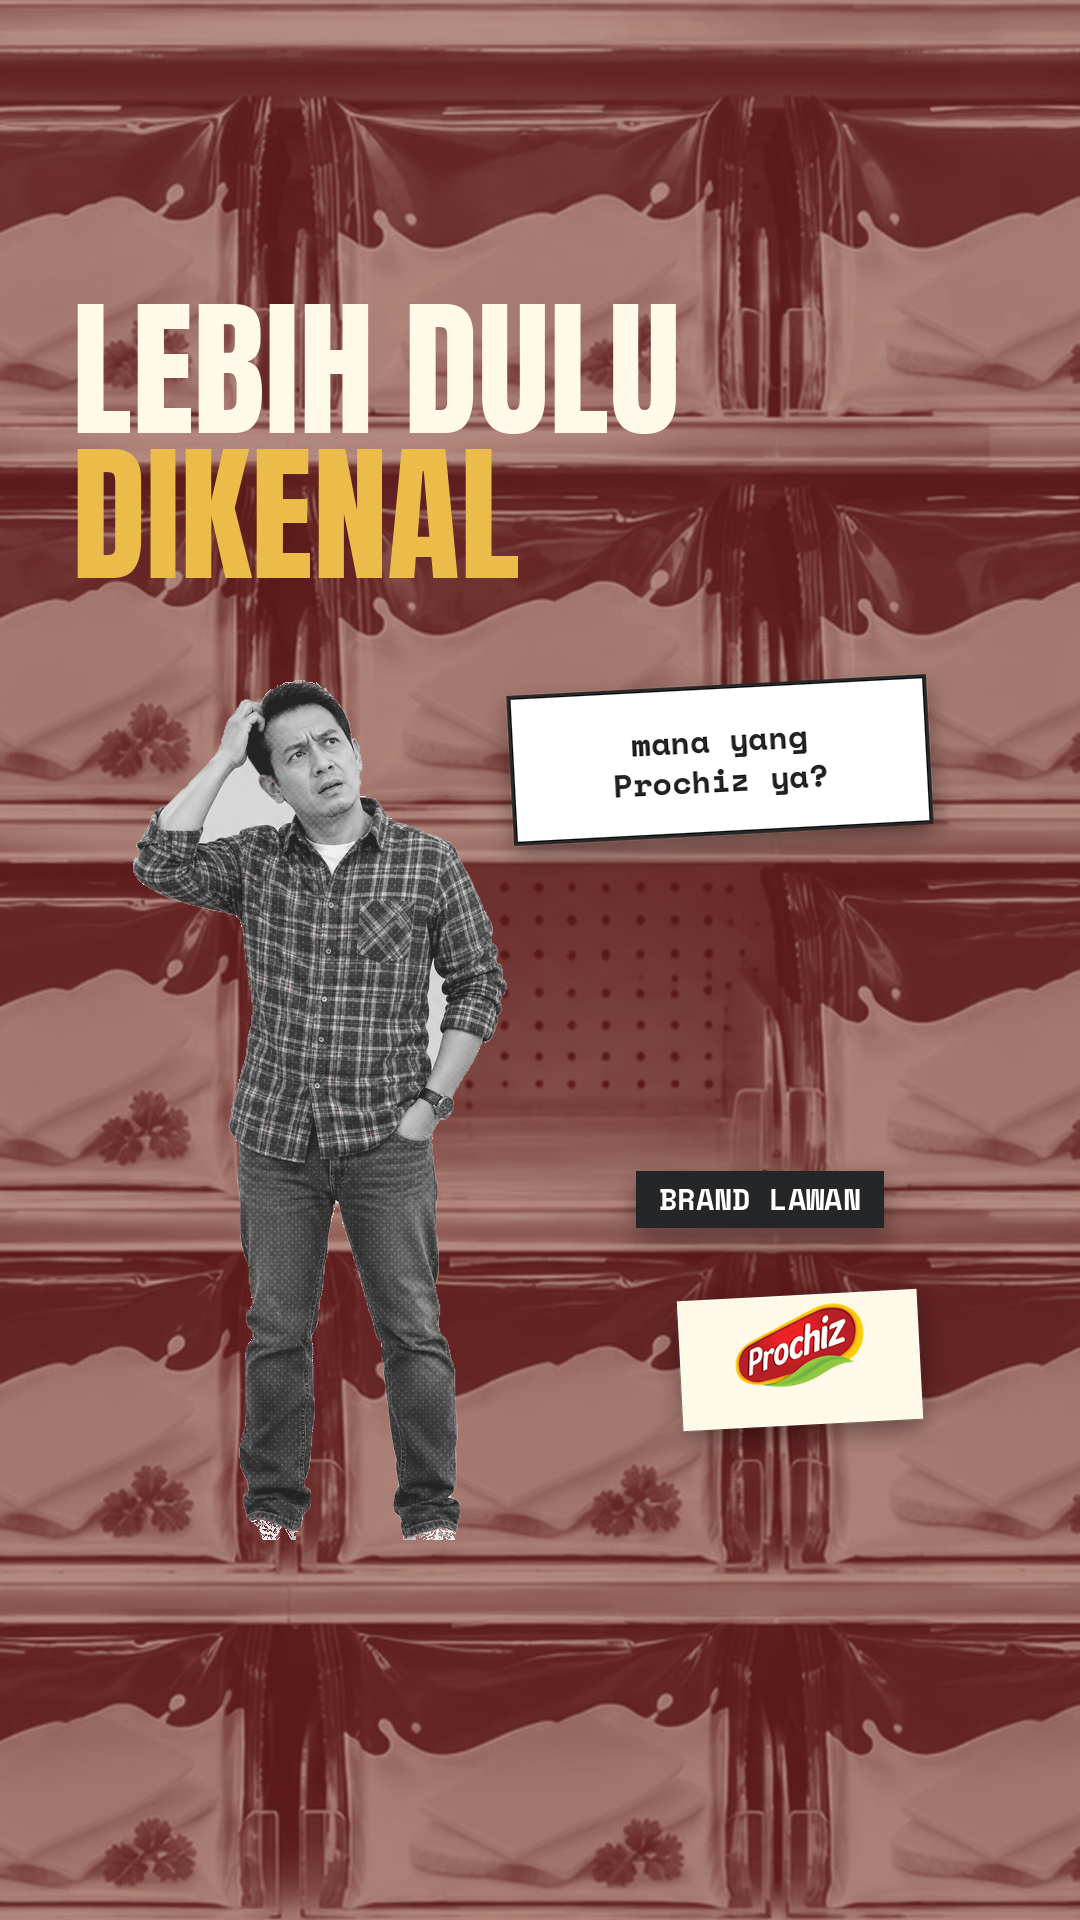 LEBIH DULU
DIKENAL
mana yang
Prochiz ya?
BRAND LAWAN
Prochiz